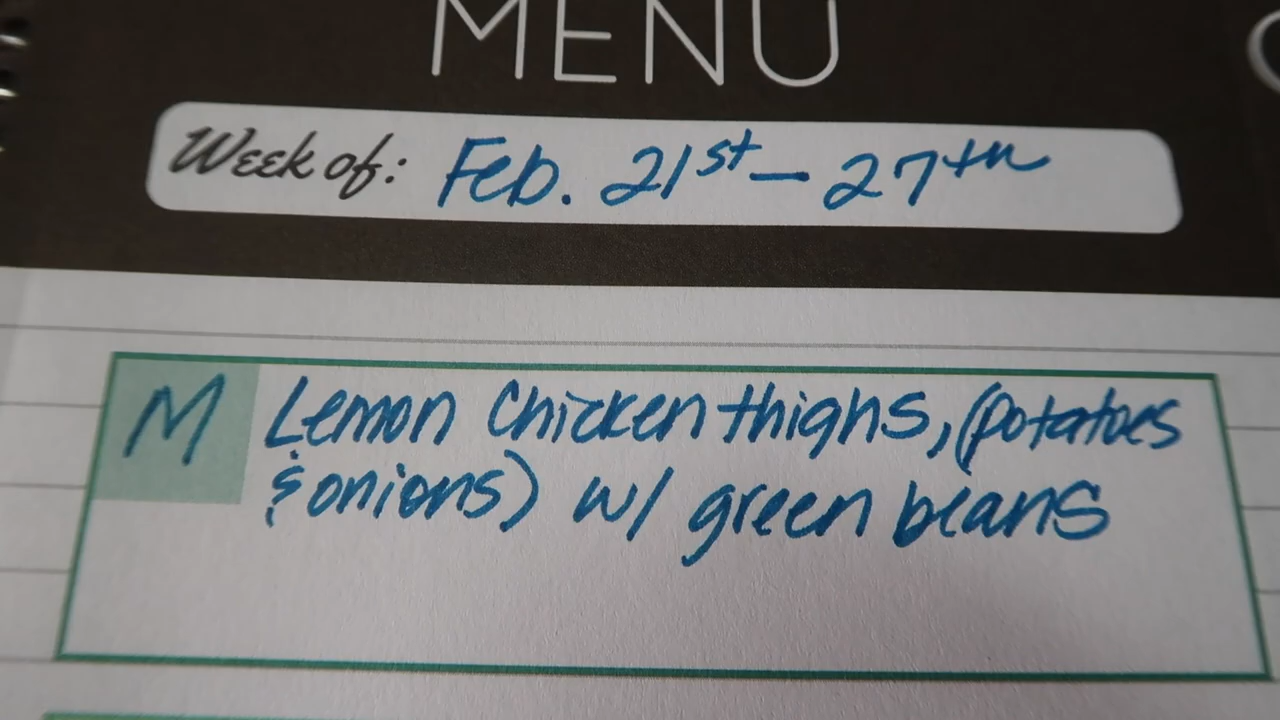 MENU
Week of: Feb. 21st - 27th
M Lemon Chicken thighs, (potatoes
& onions) w/ green beans